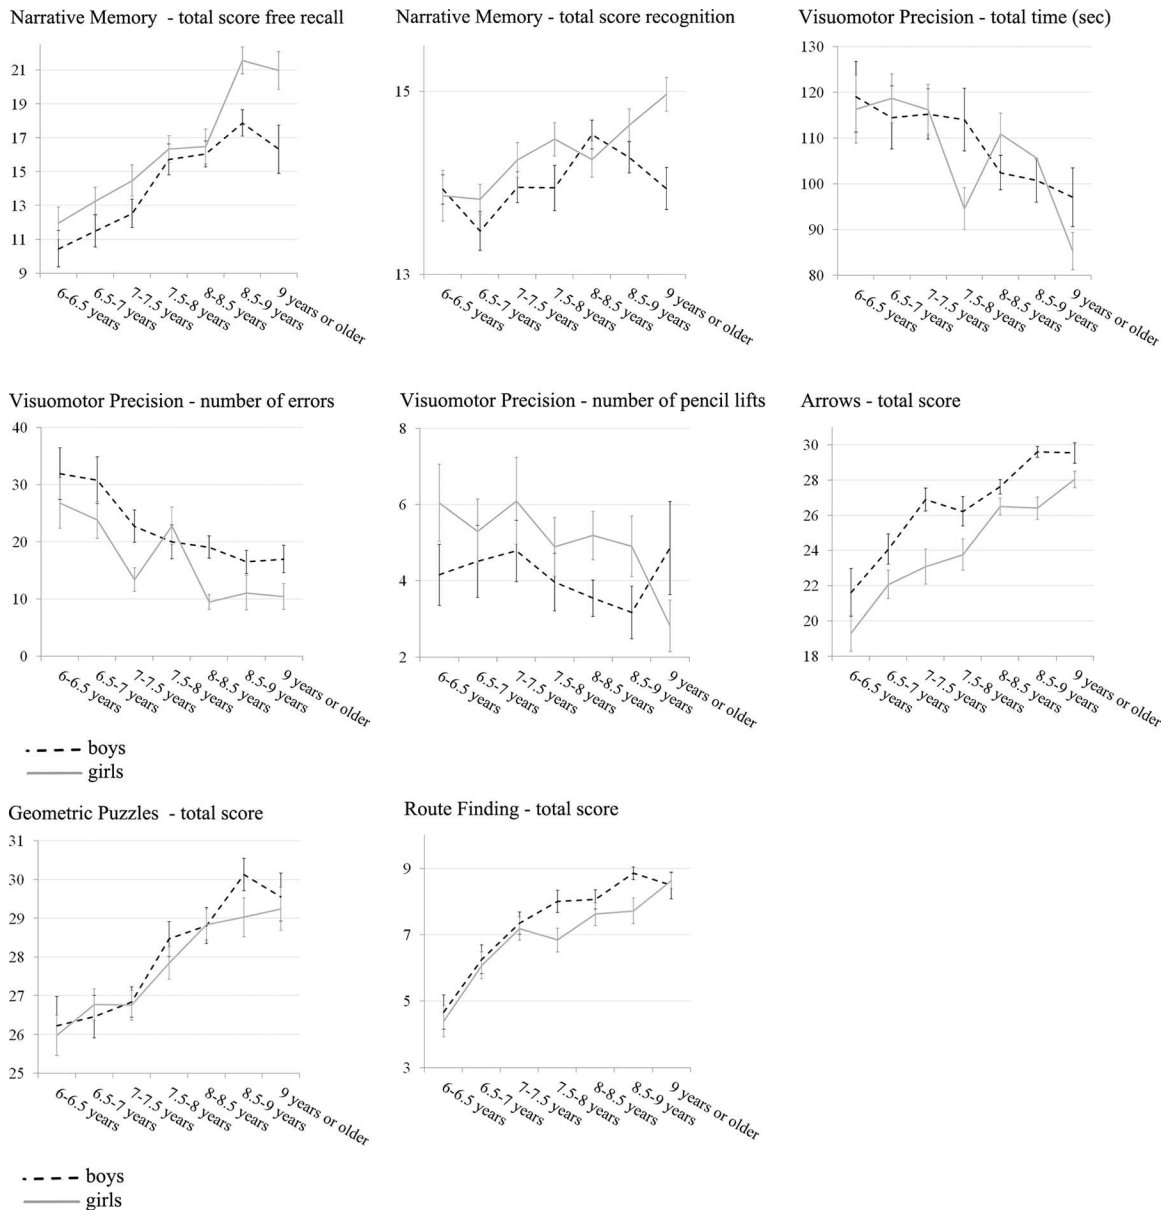 Narrative Memory - total score free recall
21
19
17
15
13
11
9
6-6.5 years
6.5-7 years
7-7.5 years
7.5-8 years
8-8.5 years
8.5-9 years
9 years or older
Narrative Memory - total score recognition
15
13
6-6.5 years
6.5-7 years
7-7.5 years
7.5-8 years
8-8.5 years
8.5-9 years
9 years or older
Visuomotor Precision - total time (sec)
130
120
110
100
90
80
6-6.5 years
6.5-7 years
7-7.5 years
7.5-8 years
8-8.5 years
8.5-9 years
9 years or older
Visuomotor Precision - number of errors
40
30
20
10
0
6-6.5 years
6.5-7 years
7-7.5 years
7.5-8 years
8-8.5 years
8.5-9 years
9 years or older
Visuomotor Precision - number of pencil lifts
8
6
4
2
6-6.5 years
6.5-7 years
7-7.5 years
7.5-8 years
8-8.5 years
8.5-9 years
9 years or older
Arrows - total score
30
28
26
24
22
20
18
6-6.5 years
6.5-7 years
7-7.5 years
7.5-8 years
8-8.5 years
8.5-9 years
9 years or older
boys
girls
Geometric Puzzles - total score
31
30
29
28
27
26
25
6-6.5 years
6.5-7 years
7-7.5 years
7.5-8 years
8-8.5 years
8.5-9 years
9 years or older
Route Finding - total score
9
7
5
3
6-6.5 years
6.5-7 years
7-7.5 years
7.5-8 years
8-8.5 years
8.5-9 years
9 years or older
boys
girls